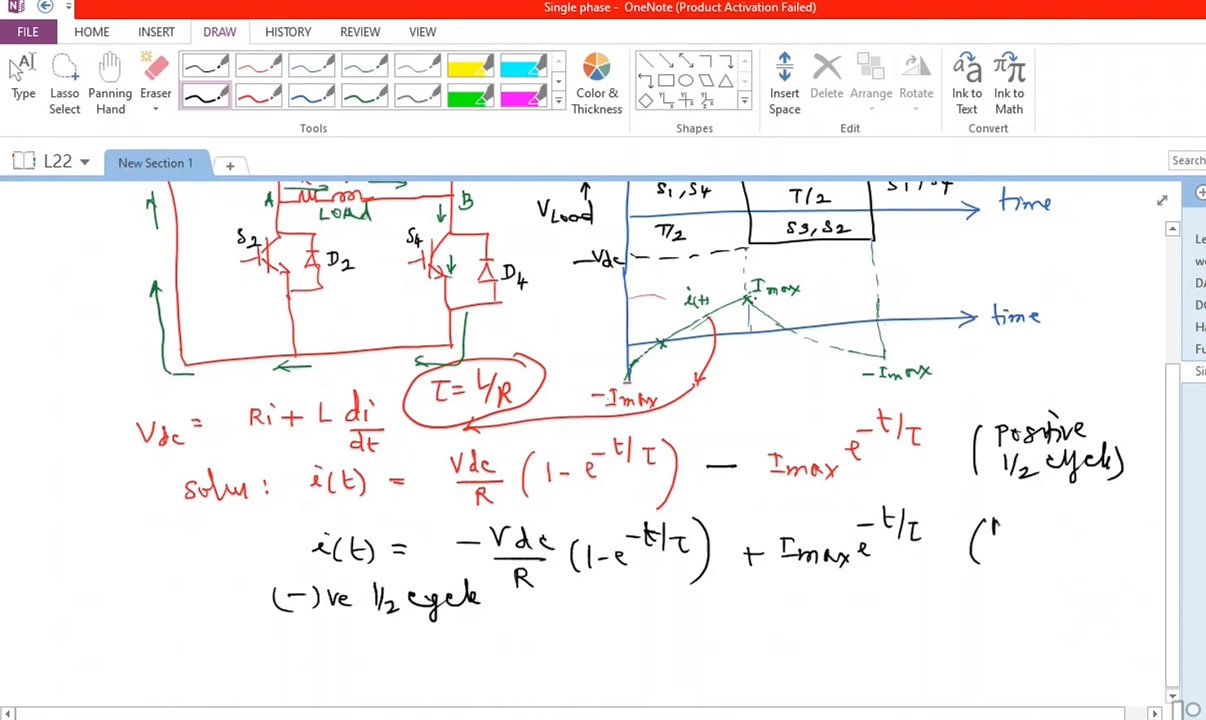 Single phase - OneNote (Product Activation Failed)
FILE HOME INSERT DRAW HISTORY REVIEW VIEW
Type Lasso Select Panning Hand Eraser Color & Thickness Insert Space Delete Arrange Rotate Ink to Text Ink to Math
Tools Shapes Edit Convert
L22 New Section 1 Search
A B
LOAD
S2 D2 S4 D4
VLoad
S1, S4 T/2 S1, S4
time
T/2 S3, S2
-Vdc
i(t) Imax
time
-Imax -Imax
τ = L/R
Vdc = Ri + L di/dt
soln: i(t) = Vdc/R (1 - e^-t/τ) - Imax e^-t/τ (Positive 1/2 cycle)
i(t) = -Vdc/R (1 - e^-t/τ) + Imax e^-t/τ (
(-)ve 1/2 cycle